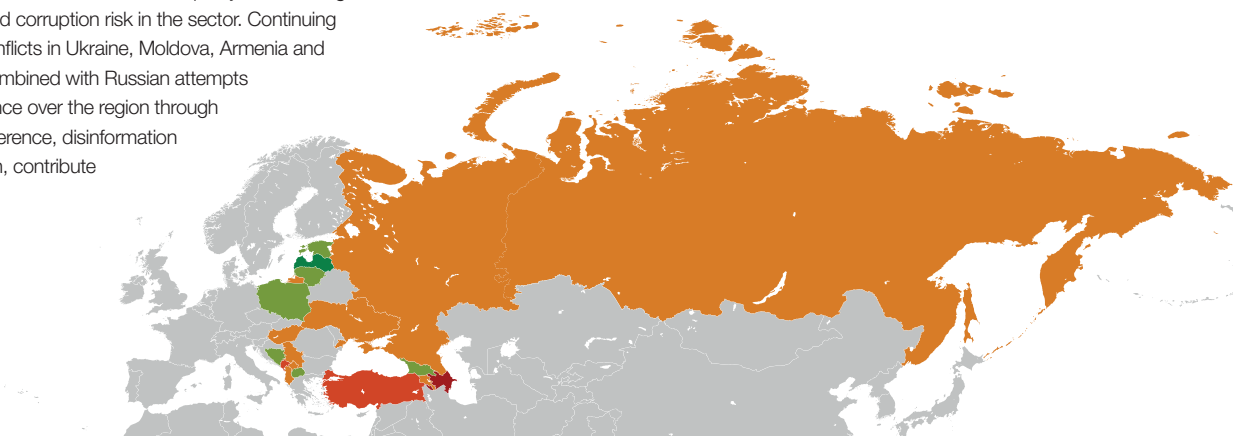 d corruption risk in the sector. Continuing
nflicts in Ukraine, Moldova, Armenia and
mbined with Russian attempts
nce over the region through
erence, disinformation
n, contribute